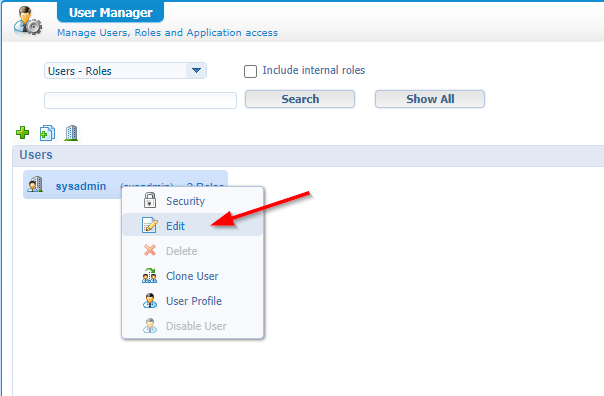 User Manager
Manage Users, Roles and Application access
Users - Roles
Include internal roles
Search
Show All
Users
sysadmin (sysadmin) 2 Roles
Security
Edit
Delete
Clone User
User Profile
Disable User